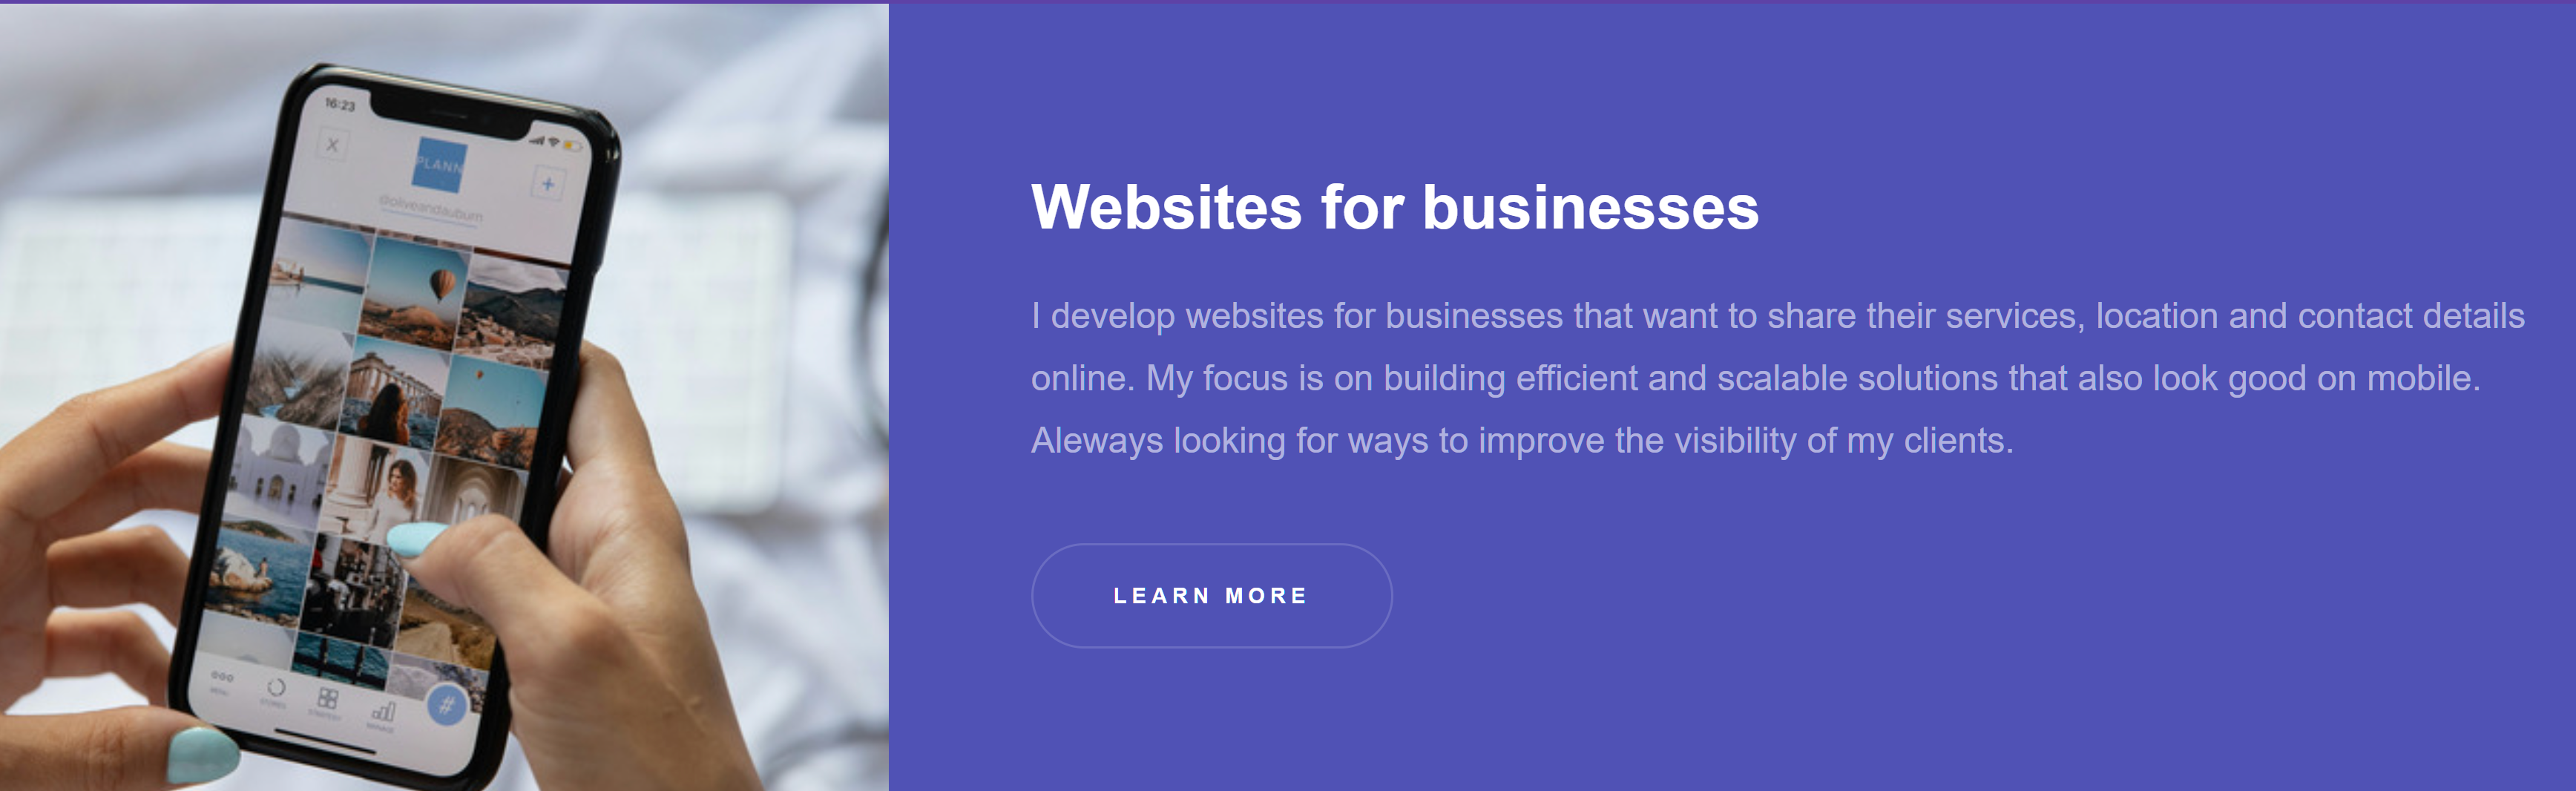 16:23
X
PLANN
+
@oliveandauburn
#
Websites for businesses
I develop websites for businesses that want to share their services, location and contact details
online. My focus is on building efficient and scalable solutions that also look good on mobile.
Aleways looking for ways to improve the visibility of my clients.
LEARN MORE